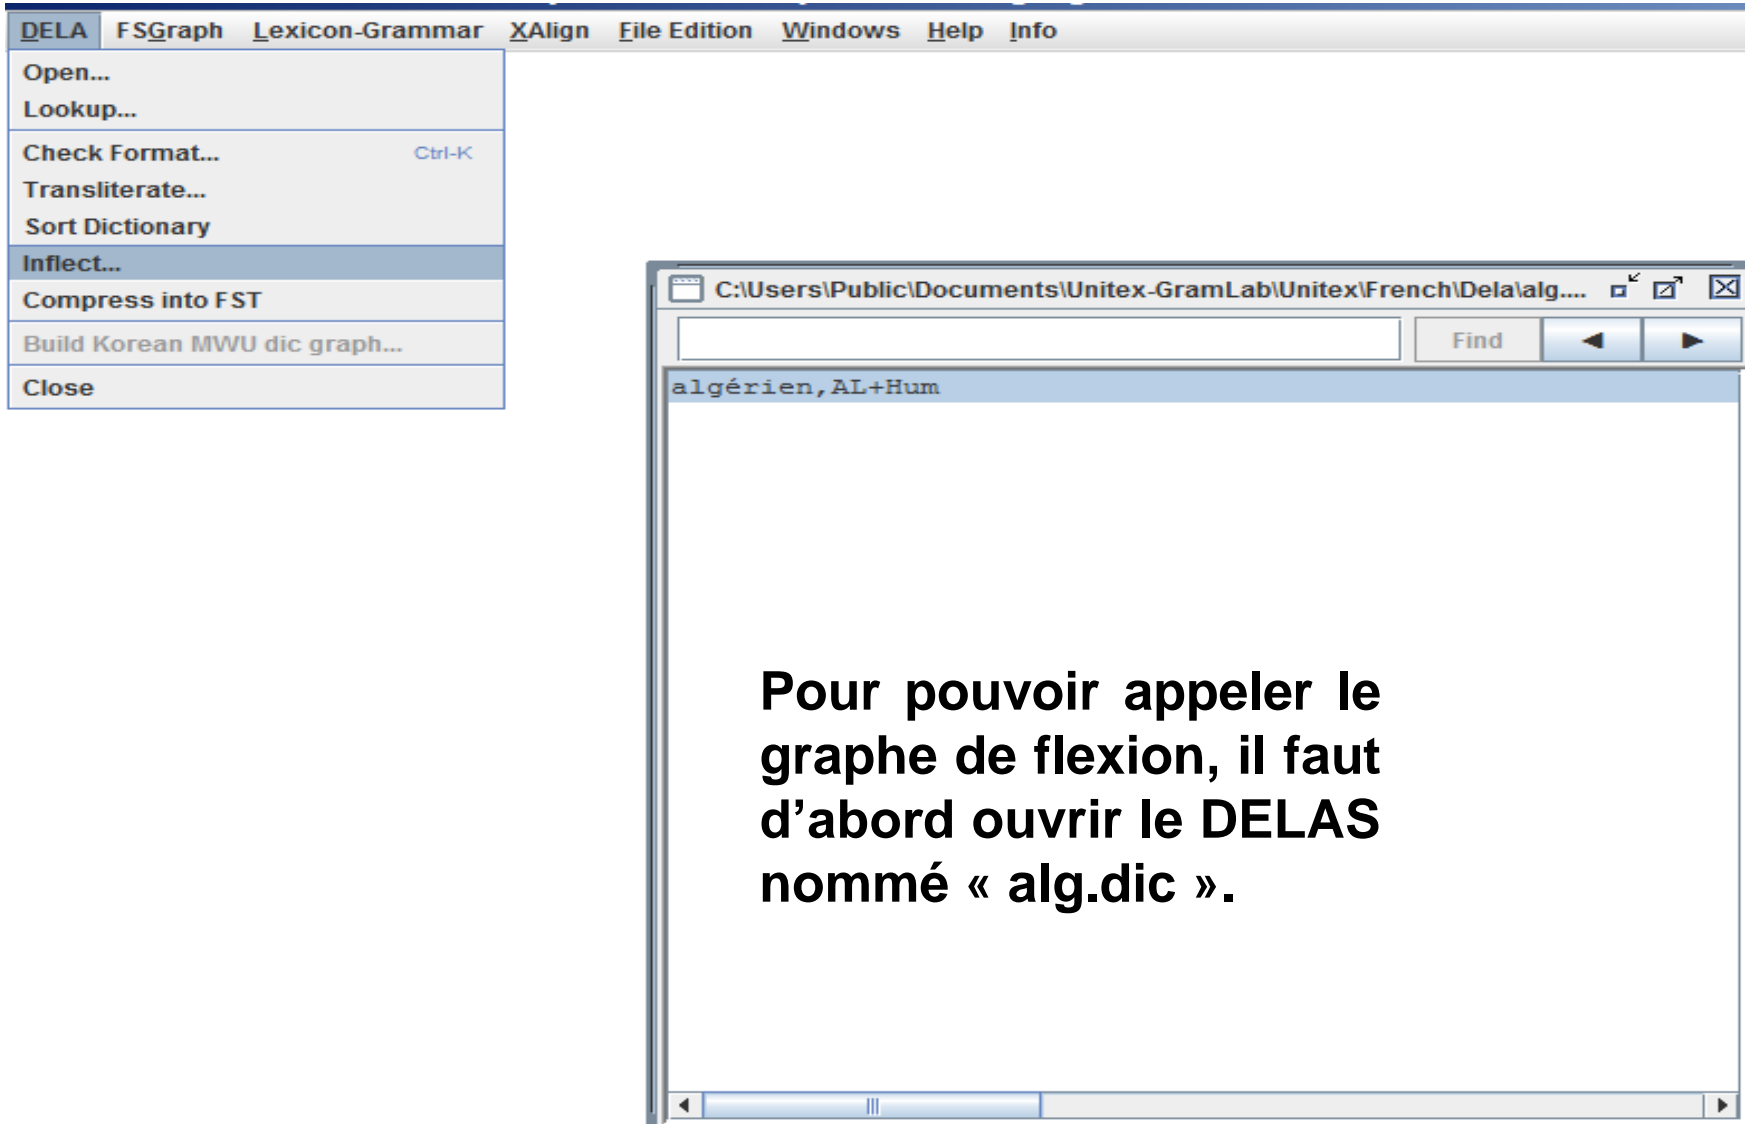 DELA FSGraph Lexicon-Grammar XAlign File Edition Windows Help Info
Open...
Lookup...
Check Format... Ctrl-K
Transliterate...
Sort Dictionary
Inflect...
Compress into FST
Build Korean MWU dic graph...
Close
C:\Users\Public\Documents\Unitex-GramLab\Unitex\French\Dela\alg....
Find
algérien,AL+Hum
Pour pouvoir appeler le
graphe de flexion, il faut
d’abord ouvrir le DELAS
nommé « alg.dic ».